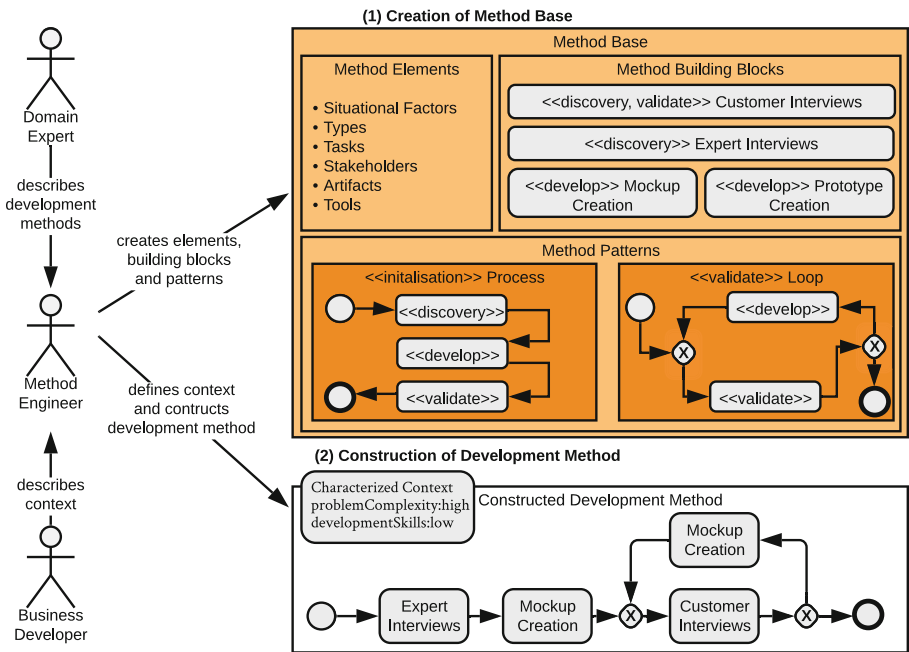 (1) Creation of Method Base
Domain
Expert
describes
development
methods
Method
Engineer
describes
context
Business
Developer
creates elements,
building blocks
and patterns
defines context
and contructs
development method
Method Base
Method Elements
• Situational Factors
• Types
• Tasks
• Stakeholders
• Artifacts
• Tools
Method Building Blocks
<<discovery, validate>> Customer Interviews
<<discovery>> Expert Interviews
<<develop>> Mockup
Creation
<<develop>> Prototype
Creation
Method Patterns
<<initalisation>> Process
<<discovery>>
<<develop>>
<<validate>>
<<validate>> Loop
<<develop>>
X
X
<<validate>>
(2) Construction of Development Method
Characterized Context
problemComplexity:high
developmentSkills:low
Constructed Development Method
Mockup
Creation
Expert
Interviews
Mockup
Creation
X
Customer
Interviews
X